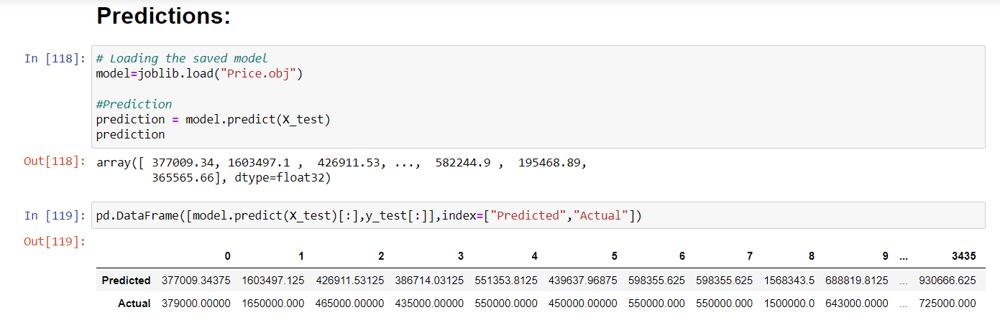 Predictions:
In [118]: # Loading the saved model
model=joblib.load("Price.obj")
#Prediction
prediction = model.predict(X_test)
prediction
Out[118]: array([ 377009.34, 1603497.1 ,  426911.53, ...,  582244.9 ,  195468.89,
365565.66], dtype=float32)
In [119]: pd.DataFrame([model.predict(X_test)[:],y_test[:]],index=["Predicted","Actual"])
Out[119]:
0 1 2 3 4 5 6 7 8 9 ... 3435
Predicted 377009.34375 1603497.125 426911.53125 386714.03125 551353.8125 439637.96875 598355.625 598355.625 1568343.5 688819.8125 ... 930666.625
Actual 379000.00000 1650000.000 465000.00000 435000.00000 550000.0000 450000.00000 550000.000 550000.000 1500000.0 643000.0000 ... 725000.000